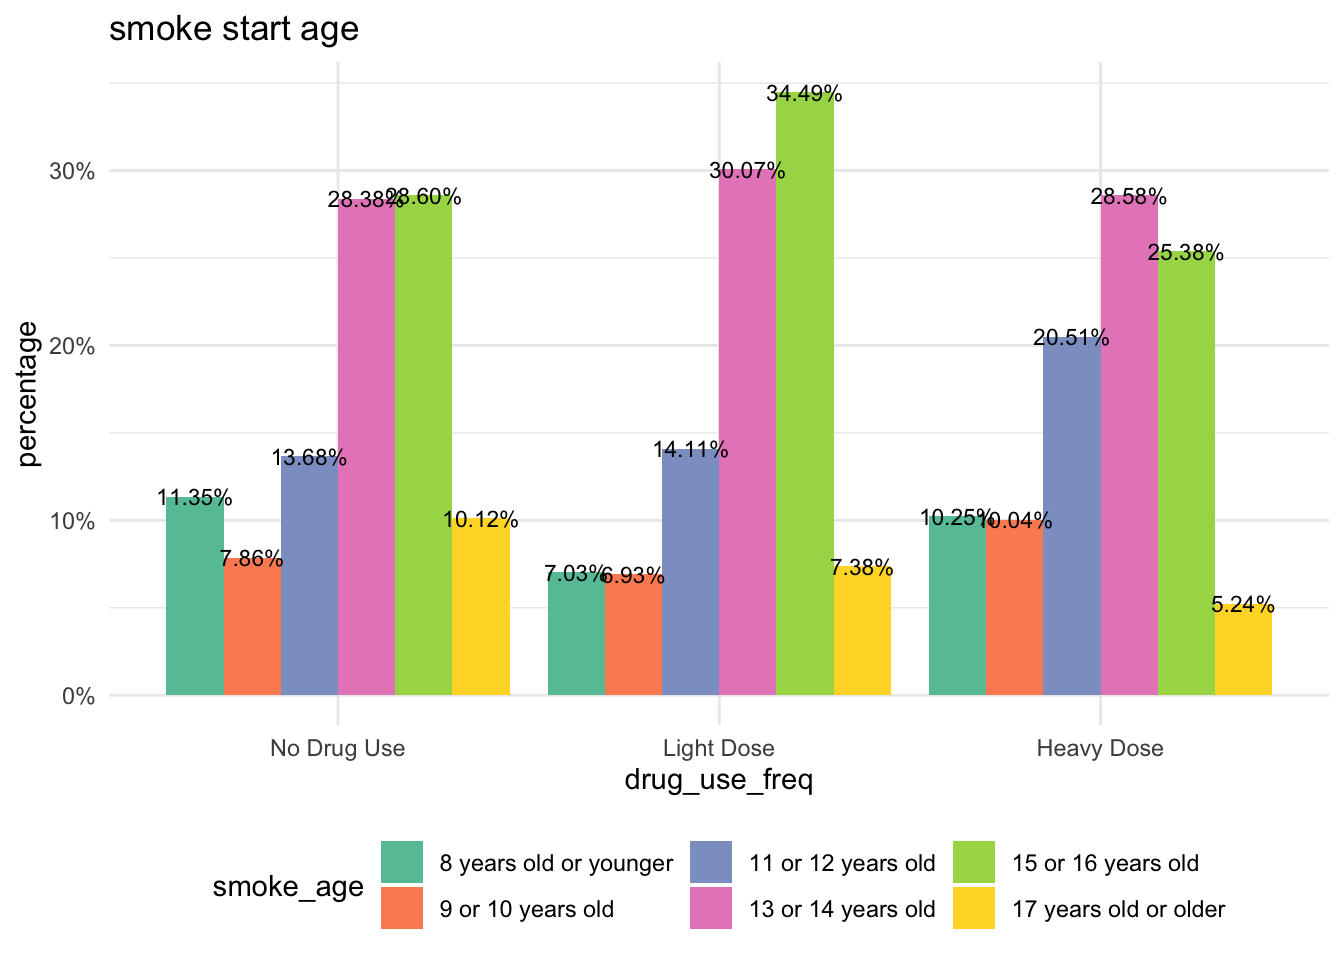 smoke start age
percentage
30%
20%
10%
0%
11.35%
7.86%
13.68%
28.38%
28.60%
10.12%
7.03%
6.93%
14.11%
30.07%
34.49%
7.38%
10.25%
10.04%
20.51%
28.58%
25.38%
5.24%
No Drug Use
Light Dose
Heavy Dose
drug_use_freq
smoke_age
8 years old or younger
9 or 10 years old
11 or 12 years old
13 or 14 years old
15 or 16 years old
17 years old or older